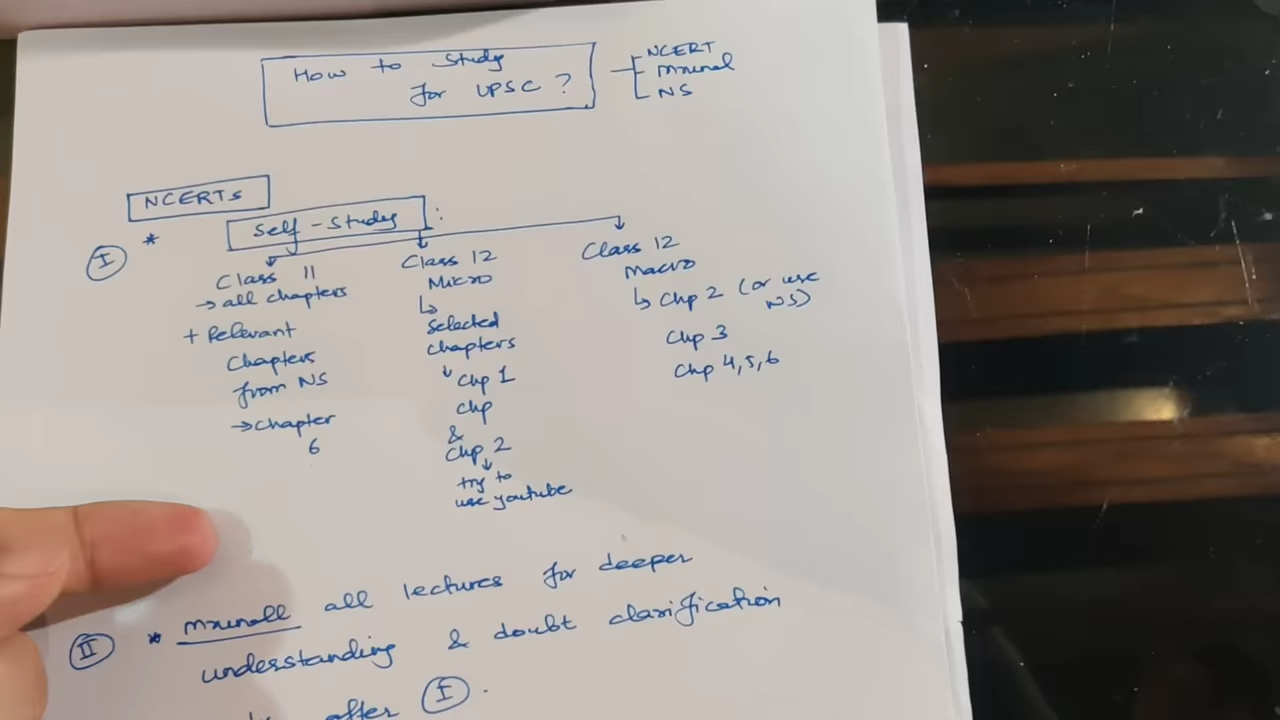 How to Study
for UPSC ?
NCERT
Mrunal
NS
NCERTs
I * Self-Study :
Class 11
→ all chapters
+ Relevant
Chapters
from NS
→ Chapter
6
Class 12
Micro
↳
Selected
chapters
↓ Chp 1
chp
&
Chp 2
↓
try to
use youtube
Class 12
Macro
↳ Chp 2 (or use
NS)
Chp 3
Chp 4,5,6
II * Mrunall all lectures for deeper
understanding & doubt clarification
after I.